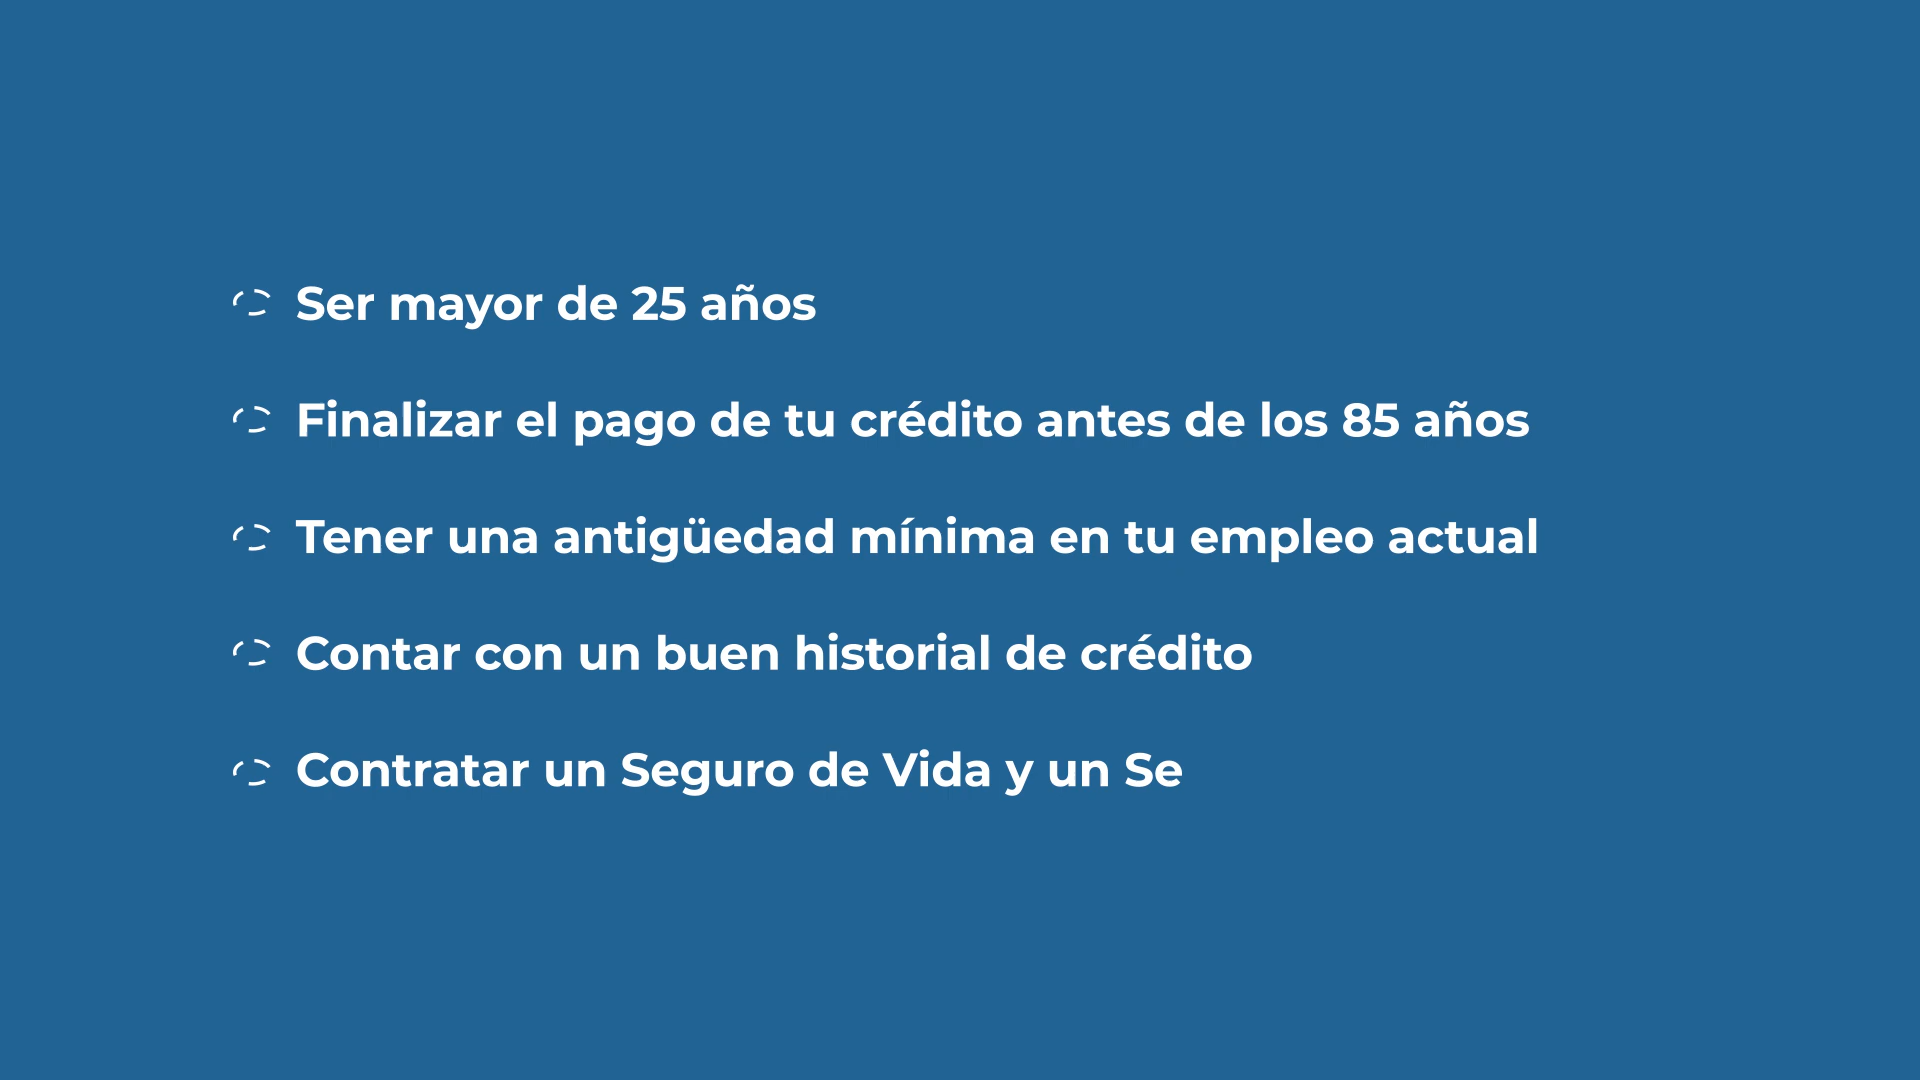 Ser mayor de 25 años
Finalizar el pago de tu crédito antes de los 85 años
Tener una antigüedad mínima en tu empleo actual
Contar con un buen historial de crédito
Contratar un Seguro de Vida y un Se